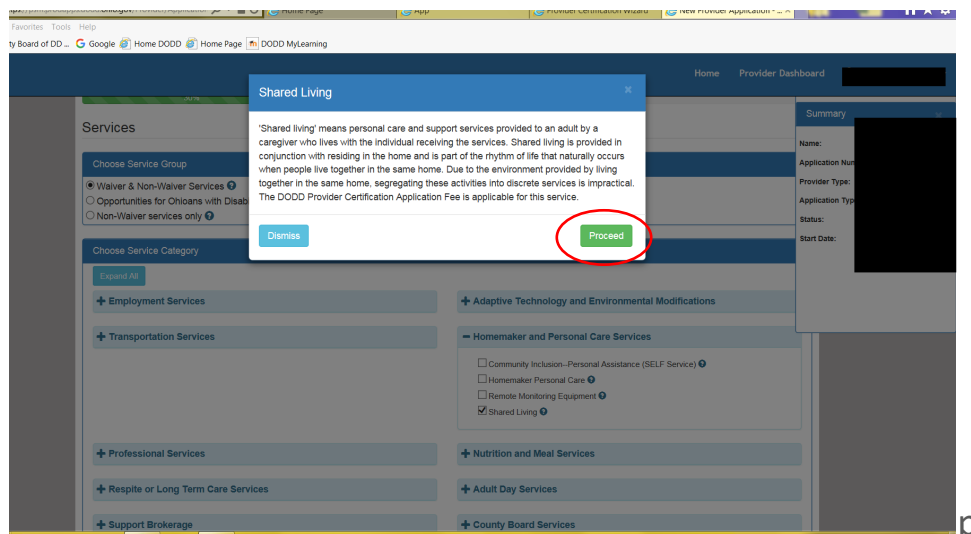 Home Page
App
Provider Certification Wizard
New Provider Application - ...
Favorites Tools Help
ty Board of DD ... Google Home DODD Home Page DODD MyLearning
Home Provider Dashboard
50%
Shared Living
×
'Shared living' means personal care and support services provided to an adult by a
caregiver who lives with the individual receiving the services. Shared living is provided in
conjunction with residing in the home and is part of the rhythm of life that naturally occurs
when people live together in the same home. Due to the environment provided by living
together in the same home, segregating these activities into discrete services is impractical.
The DODD Provider Certification Application Fee is applicable for this service.
Dismiss
Proceed
Summary
Name:
Application Num
Provider Type:
Application Typ
Status:
Start Date:
Services
Choose Service Group
Waiver & Non-Waiver Services
Opportunities for Ohioans with Disab
Non-Waiver services only
Choose Service Category
Expand All
+ Employment Services
+ Adaptive Technology and Environmental Modifications
+ Transportation Services
− Homemaker and Personal Care Services
Community Inclusion--Personal Assistance (SELF Service)
Homemaker Personal Care
Remote Monitoring Equipment
Shared Living
+ Professional Services
+ Nutrition and Meal Services
+ Respite or Long Term Care Services
+ Adult Day Services
+ Support Brokerage
+ County Board Services